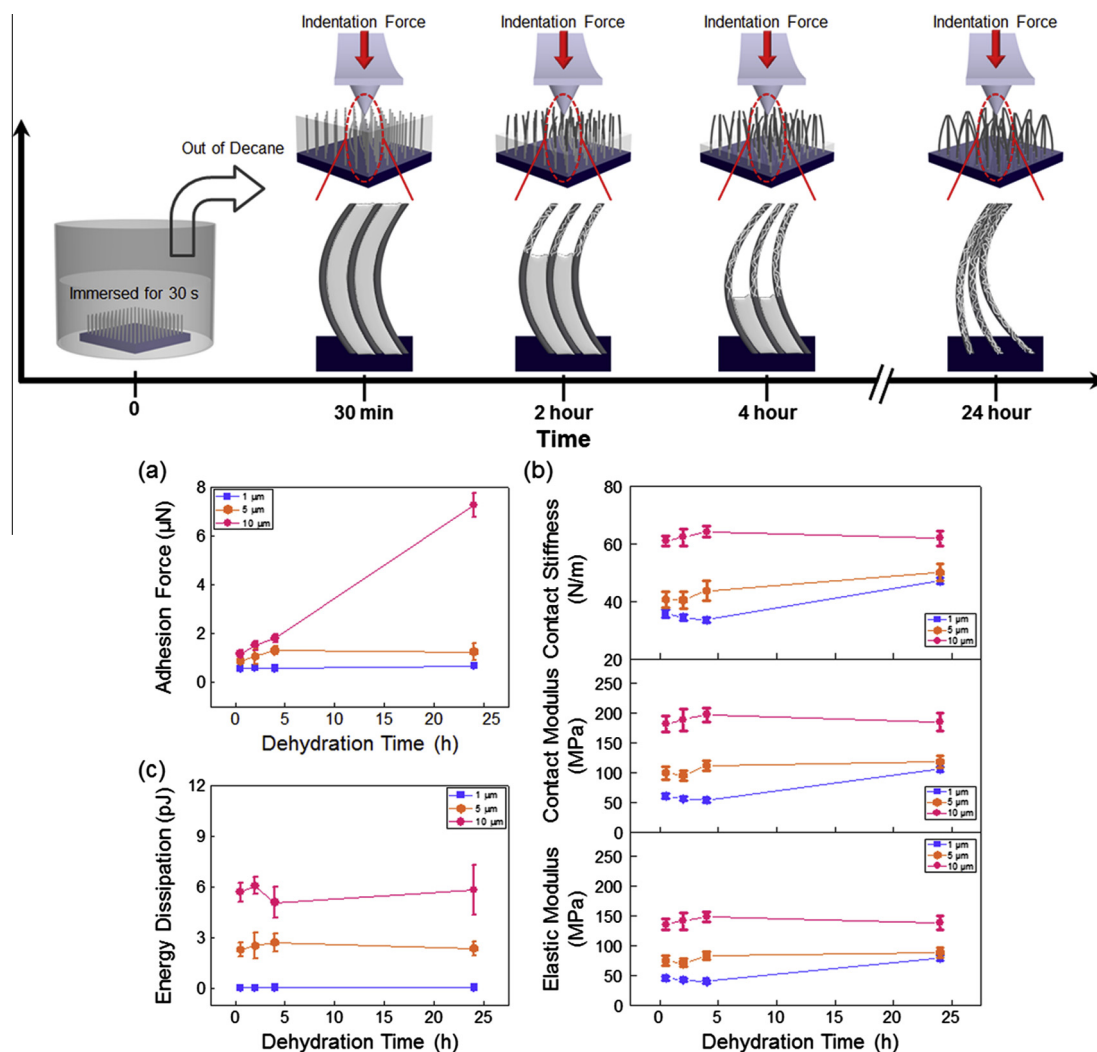 Indentation Force Indentation Force Indentation Force Indentation Force
Out of Decane
Immersed for 30 s
0 30 min 2 hour 4 hour 24 hour
Time
(a)
8
6
4
2
0
Adhesion Force (μN)
1 μm
5 μm
10 μm
0 5 10 15 20 25
Dehydration Time (h)
(b)
80
60
40
20
Contact Stiffness
(N/m)
1 μm
5 μm
10 μm
250
200
150
100
50
0
Contact Modulus
(MPa)
1 μm
5 μm
10 μm
250
200
150
100
50
0
Elastic Modulus
(MPa)
1 μm
5 μm
10 μm
0 5 10 15 20 25
Dehydration Time (h)
(c)
12
9
6
3
0
Energy Dissipation (pJ)
1 μm
5 μm
10 μm
0 5 10 15 20 25
Dehydration Time (h)